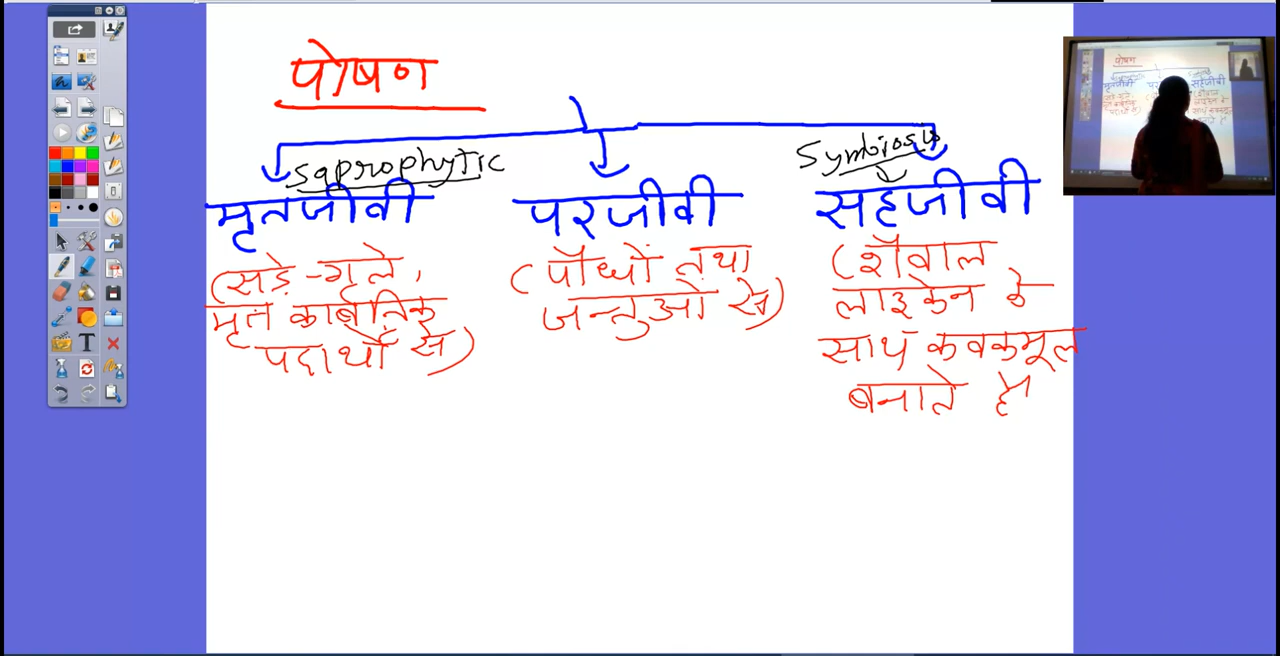 पोषण
saprophytic
Symbiosis
मृतजीवी
परजीवी
सहजीवी
(सड़े-गले,
मृत कार्बनिक
पदार्थों से)
(पौधों तथा
जन्तुओं से)
(शैवाल
लाइकेन के
साथ कवकमूल
बनाते हैं